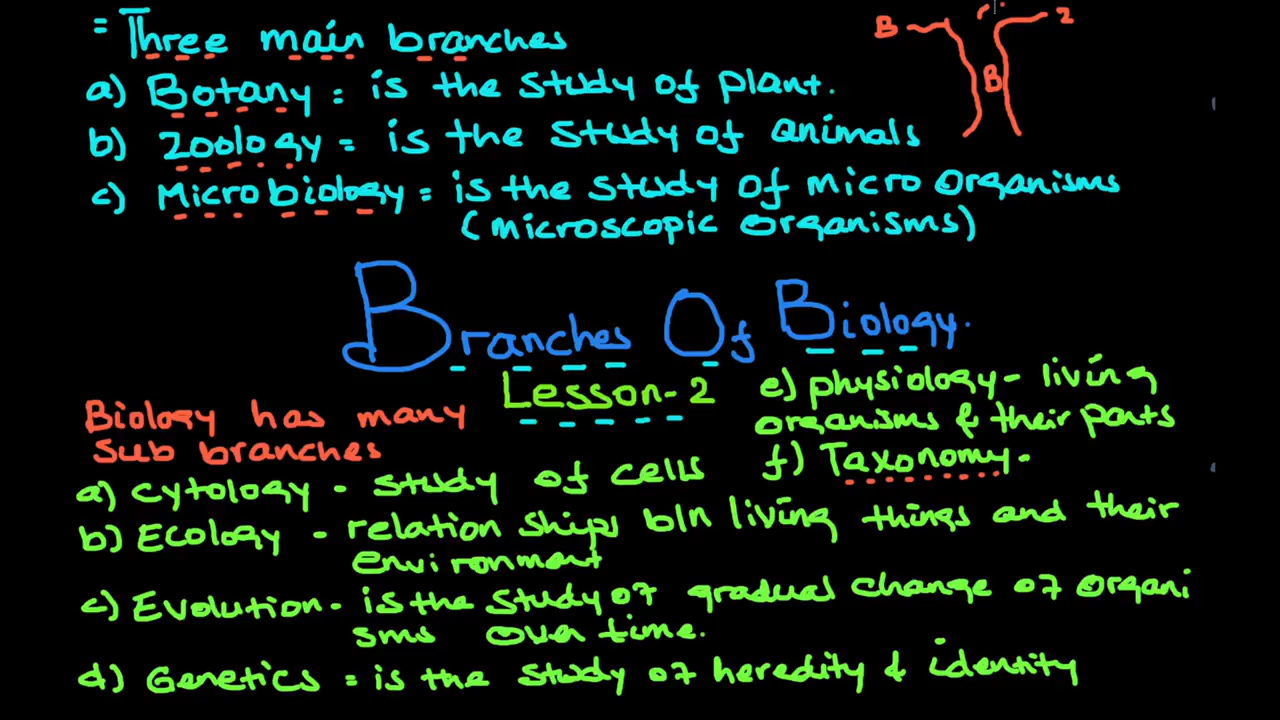 = Three main branches
a) Botany = is the study of plant.
b) Zoology = is the study of animals
c) Microbiology = is the study of micro organisms
(microscopic organisms)
B
2
B
Branches Of Biology.
Lesson-2
Biology has many
Sub branches
a) Cytology - study of cells
b) Ecology - relation ships b/n living things and their
environment
c) Evolution - is the study of gradual change of organi
sms over time.
d) Genetics = is the study of heredity & identity
e) physiology - living
organisms & their parts
f) Taxonomy -